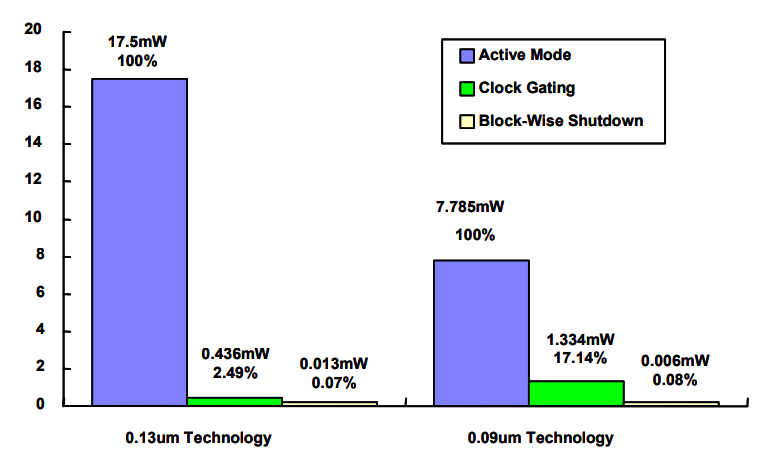 20
18
16
14
12
10
8
6
4
2
0
17.5mW
100%
0.436mW
2.49%
0.013mW
0.07%
7.785mW
100%
1.334mW
17.14%
0.006mW
0.08%
Active Mode
Clock Gating
Block-Wise Shutdown
0.13um Technology
0.09um Technology